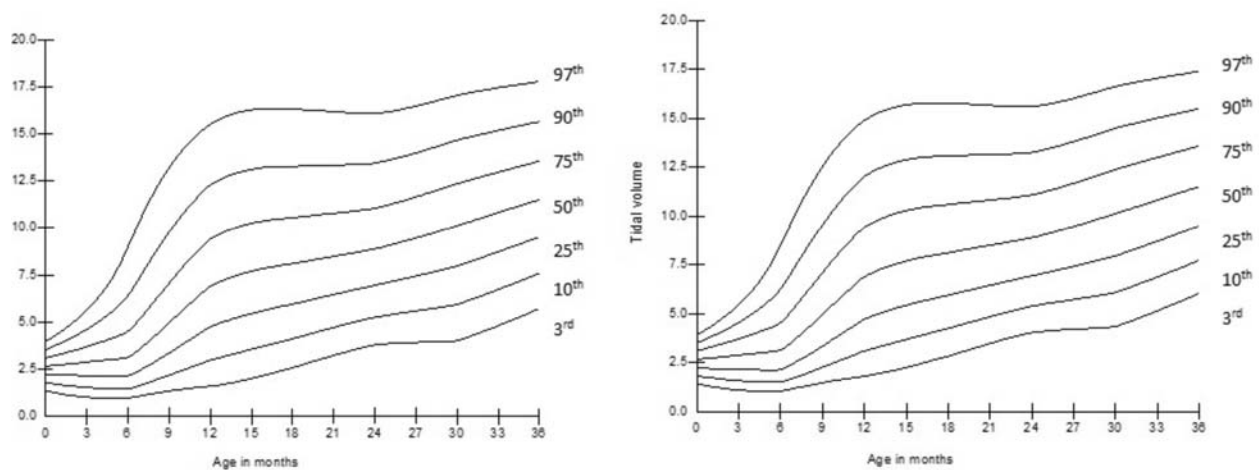 20.0
17.5
15.0
12.5
10.0
7.5
5.0
2.5
0.0
0 3 6 9 12 15 18 21 24 27 30 33 36
Age in months
97th
90th
75th
50th
25th
10th
3rd
20.0
17.5
15.0
12.5
10.0
7.5
5.0
2.5
0.0
Tidal volume
0 3 6 9 12 15 18 21 24 27 30 33 36
Age in months
97th
90th
75th
50th
25th
10th
3rd